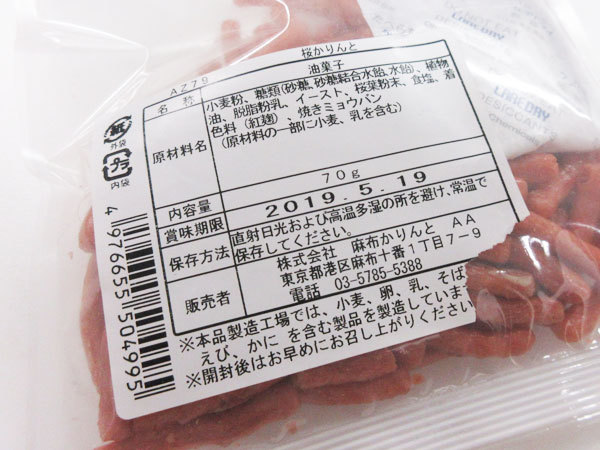 桜かりんと
A279
名 称
油菓子
原材料名
小麦粉、糖類(砂糖、砂糖結合水飴、水飴)、植物
油、脱脂粉乳、イースト、桜葉粉末、食塩、着
色料(紅麹)、焼きミョウバン
(原材料の一部に小麦、乳を含む)
内容量
70g
賞味期限
2019.5.19
保存方法
直射日光および高温多湿の所を避け、常温で
保存してください。
販売者
株式会社 麻布かりんと AA
東京都港区麻布十番1丁目7-9
電話 03-5785-5388
※本品製造工場では、小麦、卵、乳、そば
えび、かに を含む製品を製造していま
※開封後はお早めにお召し上がりください
紙
外袋
プラ
内袋
4 976655 504995
DO NOT EAT
LAREDRY
LAREDRY
DESICCANTS